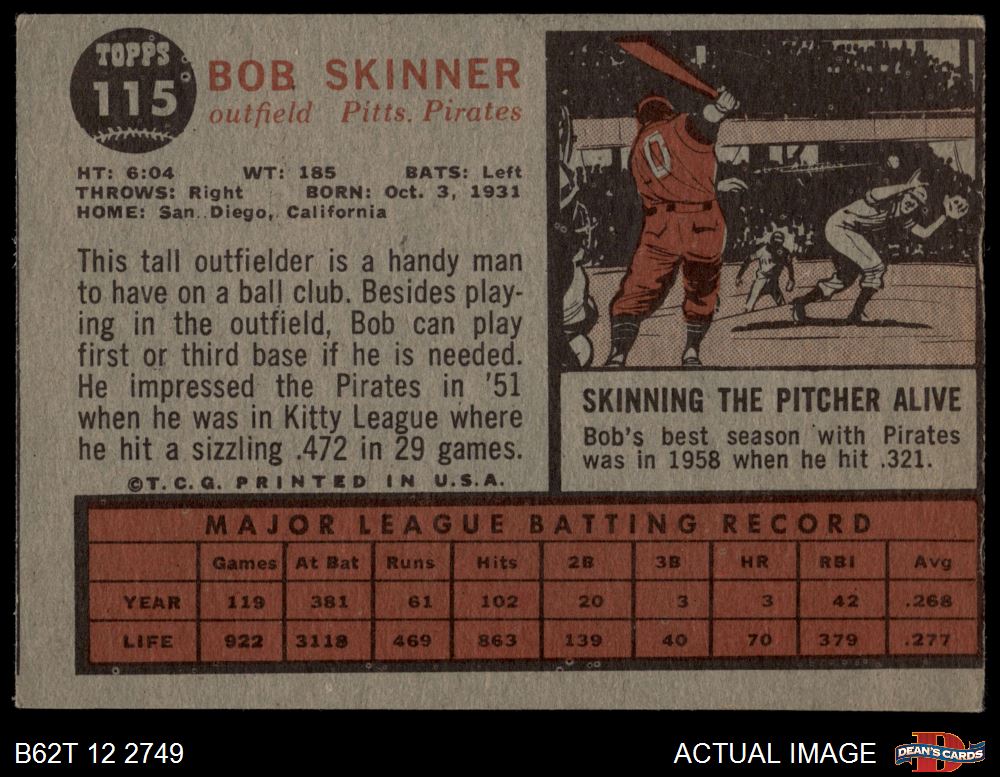 TOPPS
115
BOB SKINNER
outfield Pitts. Pirates
HT: 6:04 WT: 185 BATS: Left
THROWS: Right BORN: Oct. 3, 1931
HOME: San Diego, California
This tall outfielder is a handy man
to have on a ball club. Besides play-
ing in the outfield, Bob can play
first or third base if he is needed.
He impressed the Pirates in '51
when he was in Kitty League where
he hit a sizzling .472 in 29 games.
©T.C.G. PRINTED IN U.S.A.
0
SKINNING THE PITCHER ALIVE
Bob's best season with Pirates
was in 1958 when he hit .321.
MAJOR LEAGUE BATTING RECORD
Games At Bat Runs Hits 2B 3B HR RBI Avg
YEAR 119 381 61 102 20 3 3 42 .268
LIFE 922 3118 469 863 139 40 70 379 .277
B62T 12 2749
ACTUAL IMAGE
D
DEAN'S CARDS